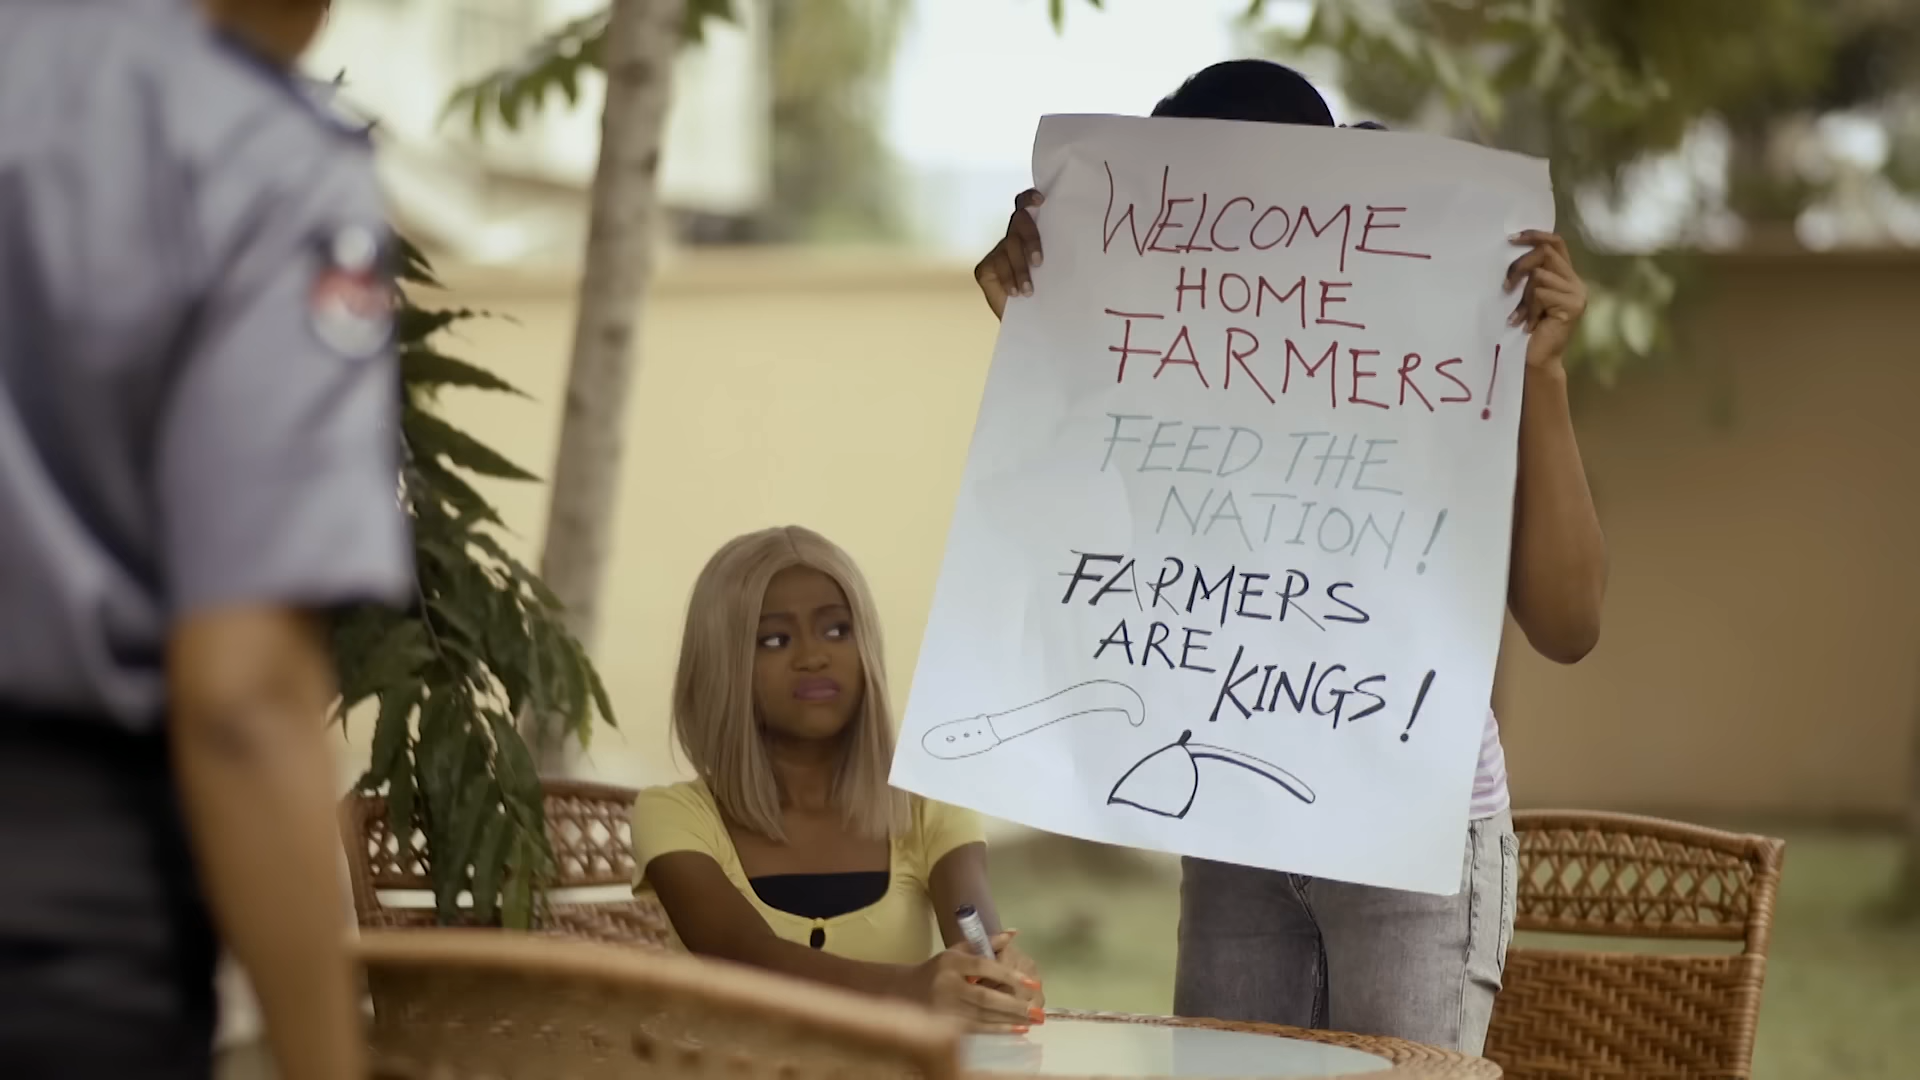 WELCOME
HOME
FARMERS!
FEED THE
NATION!
FARMERS
ARE KINGS!